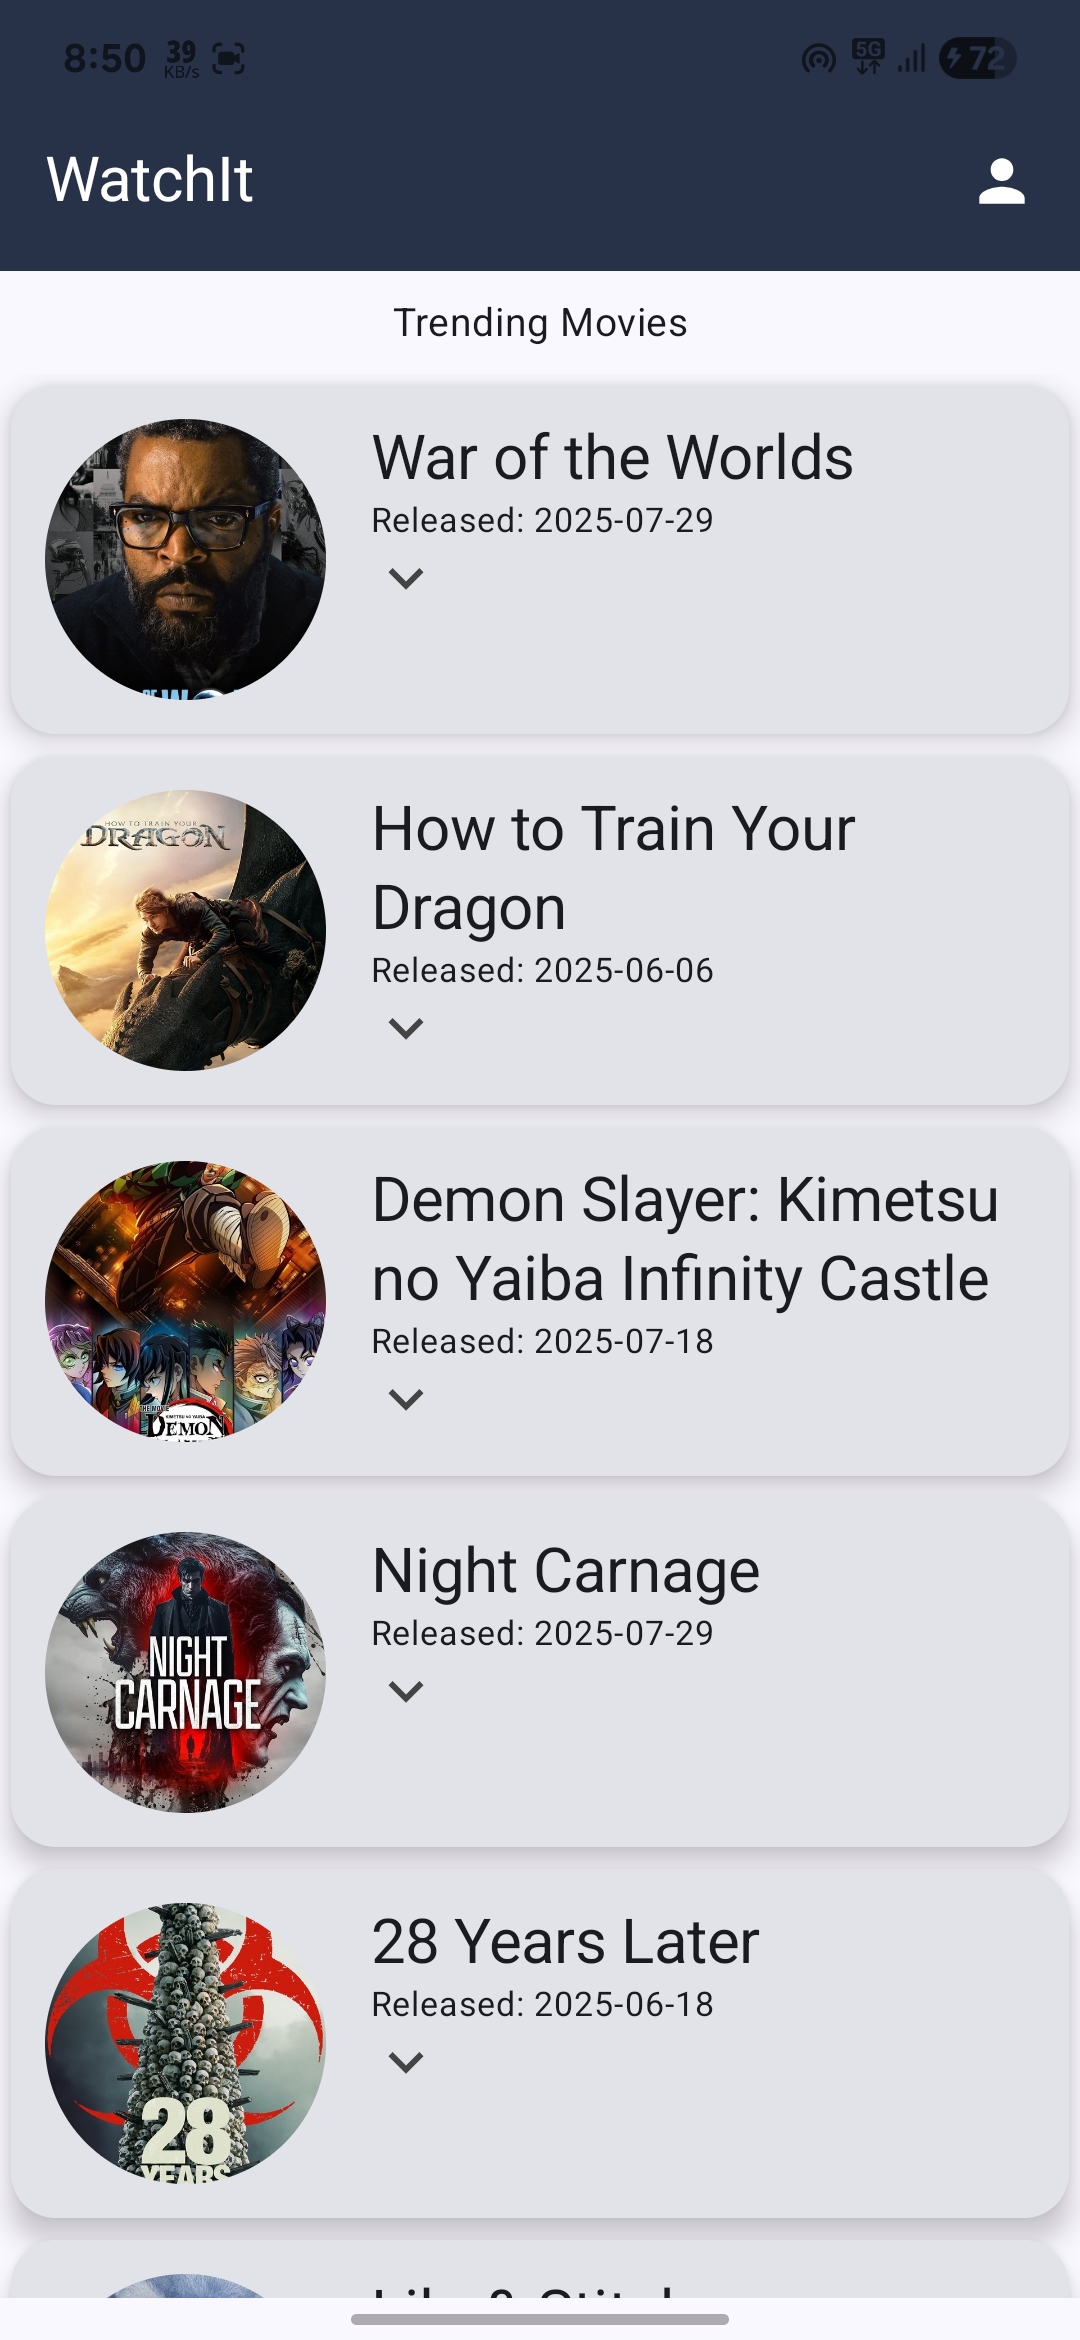 8:50 39 KB/s 5G 72
WatchIt
Trending Movies
War of the Worlds
Released: 2025-07-29
HOW TO TRAIN YOUR
DRAGON
How to Train Your
Dragon
Released: 2025-06-06
Demon Slayer: Kimetsu
no Yaiba Infinity Castle
Released: 2025-07-18
THE MOVIE
KIMETSU NO YAIBA
DEMON
NIGHT
CARNAGE
Night Carnage
Released: 2025-07-29
28 Years Later
Released: 2025-06-18
28
YEARS